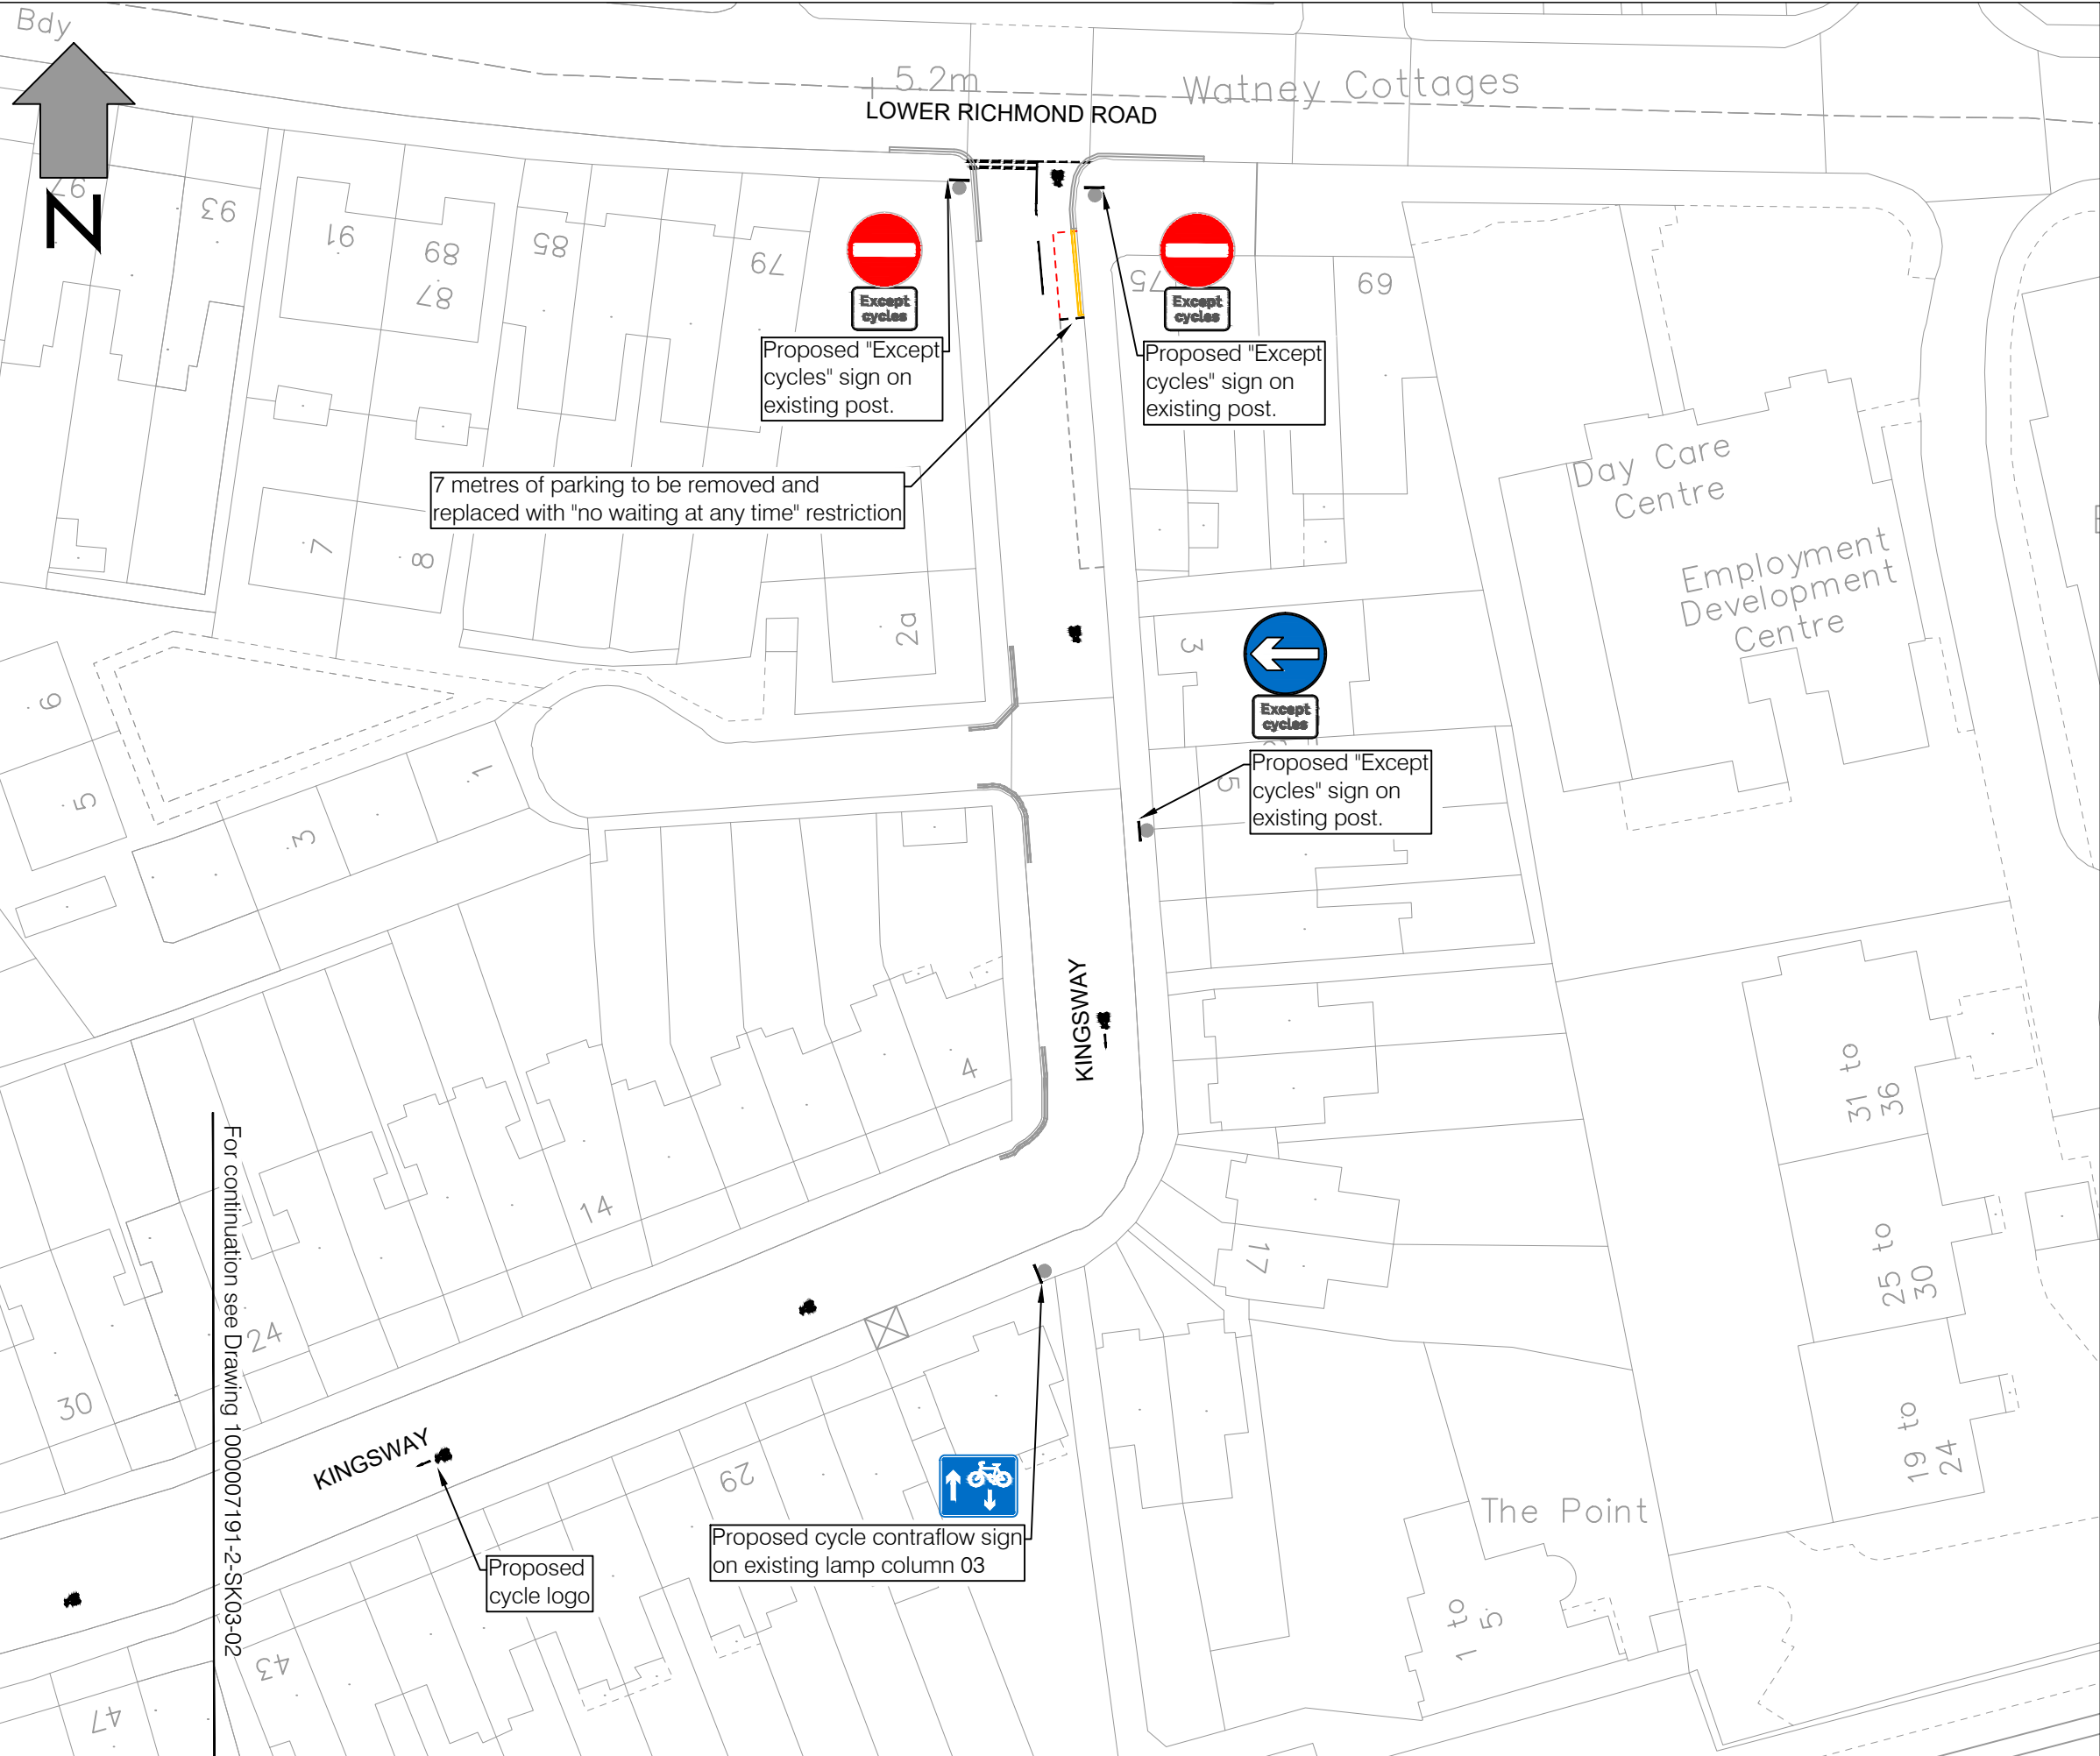 Bdy
5.2m
Watney Cottages
LOWER RICHMOND ROAD
N
97
93
91
89
87
85
79
75
69
Except
cycles
Except
cycles
Proposed "Except
cycles" sign on
existing post.
Proposed "Except
cycles" sign on
existing post.
7 metres of parking to be removed and
replaced with "no waiting at any time" restriction
Day Care
Centre
Employment
Development
Centre
7
8
2a
3
Except
cycles
Proposed "Except
cycles" sign on
existing post.
5
6
5
1
3
KINGSWAY
4
31 to
36
14
17
25 to
30
24
30
19 to
24
For continuation see Drawing 1000007191-2-SK03-02
KINGSWAY
29
The Point
Proposed cycle contraflow sign
on existing lamp column 03
Proposed
cycle logo
1 to
5
43
47